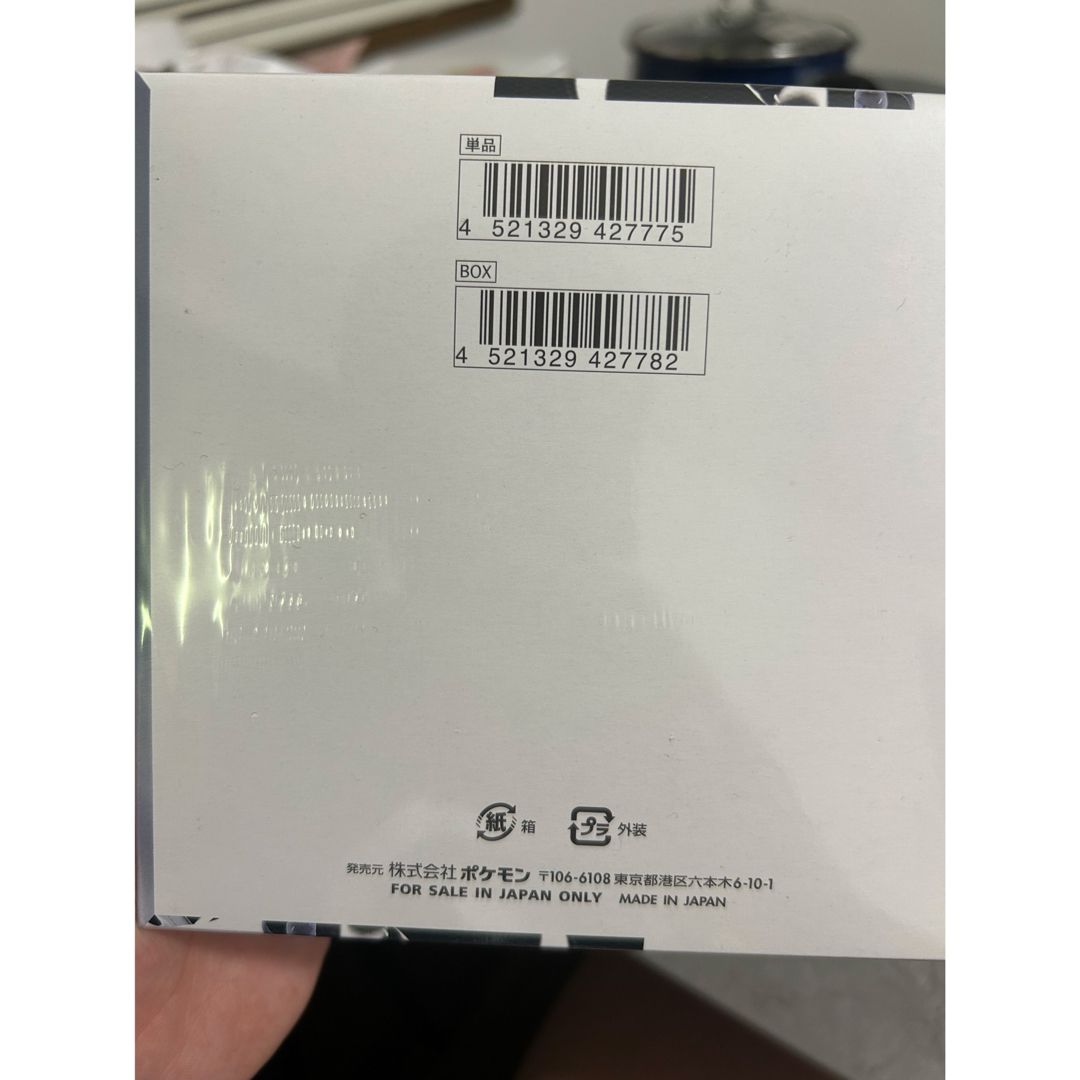 単品
4 521329 427775
BOX
4 521329 427782
紙 箱 プラ 外装
発売元 株式会社 ポケモン 〒106-6108 東京都港区六本木6-10-1
FOR SALE IN JAPAN ONLY MADE IN JAPAN